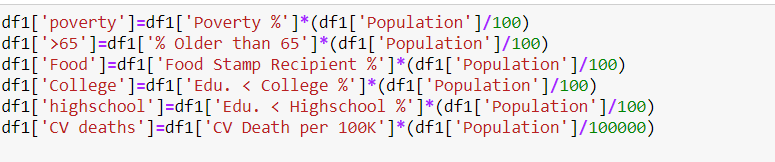 df1['poverty']=df1['Poverty %']*(df1['Population']/100)
df1['>65']=df1['% Older than 65']*(df1['Population']/100)
df1['Food']=df1['Food Stamp Recipient %']*(df1['Population']/100)
df1['College']=df1['Edu. < College %']*(df1['Population']/100)
df1['highschool']=df1['Edu. < Highschool %']*(df1['Population']/100)
df1['CV deaths']=df1['CV Death per 100K']*(df1['Population']/100000)